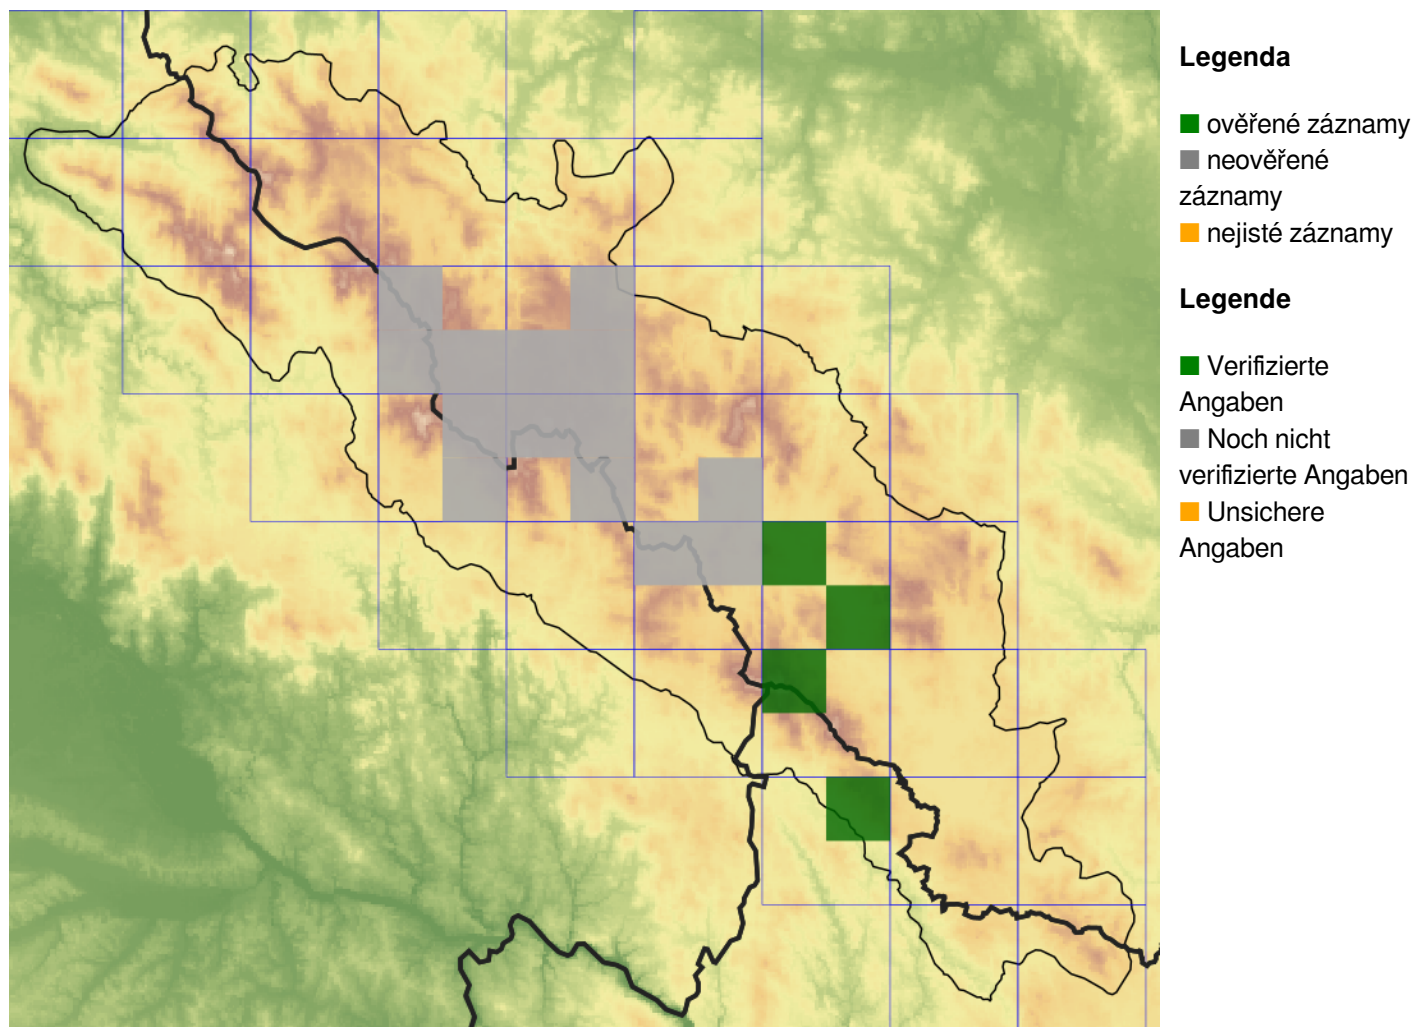 Legenda
ověřené záznamy
neověřené
záznamy
nejisté záznamy
Legende
Verifizierte
Angaben
Noch nicht
verifizierte Angaben
Unsichere
Angaben